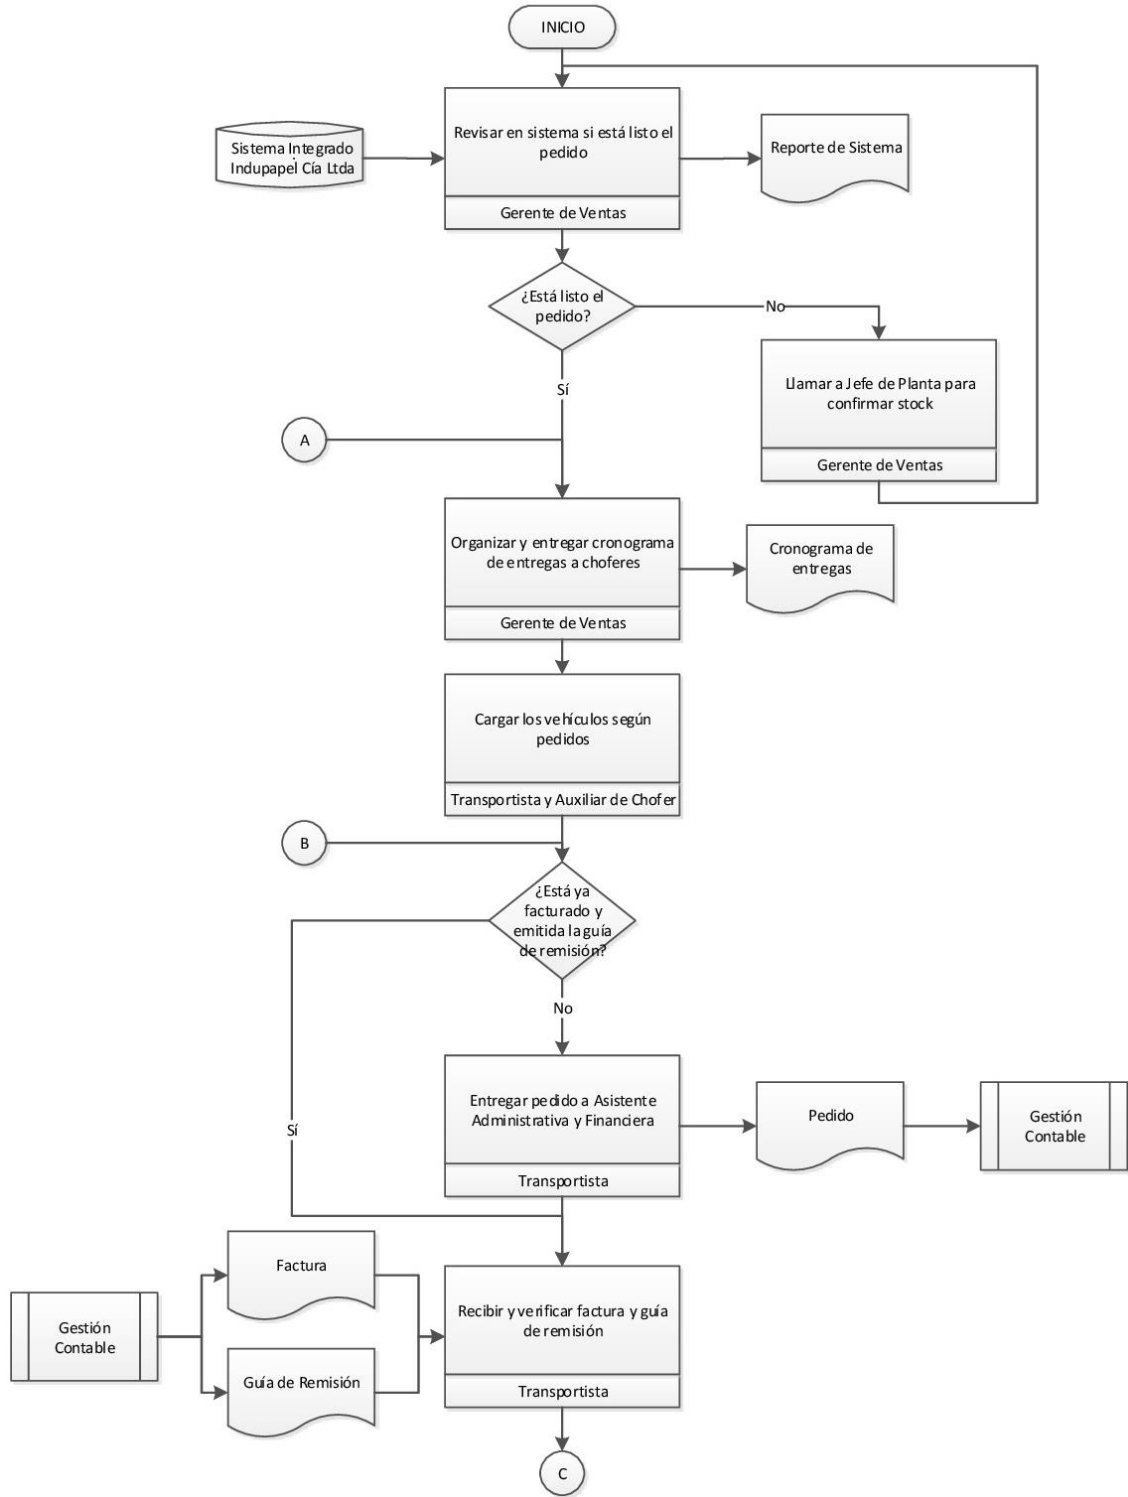 INICIO
Revisar en sistema si está listo el
pedido
Gerente de Ventas
Sistema Integrado
Indupapel Cía Ltda
Reporte de Sistema
¿Está listo el
pedido?
No
Sí
Llamar a Jefe de Planta para
confirmar stock
Gerente de Ventas
A
Organizar y entregar cronograma
de entregas a choferes
Gerente de Ventas
Cronograma de
entregas
Cargar los vehículos según
pedidos
Transportista y Auxiliar de Chofer
B
¿Está ya
facturado y
emitida la guía
de remisión?
No
Sí
Entregar pedido a Asistente
Administrativa y Financiera
Transportista
Pedido
Gestión
Contable
Gestión
Contable
Factura
Guía de Remisión
Recibir y verificar factura y guía
de remisión
Transportista
C